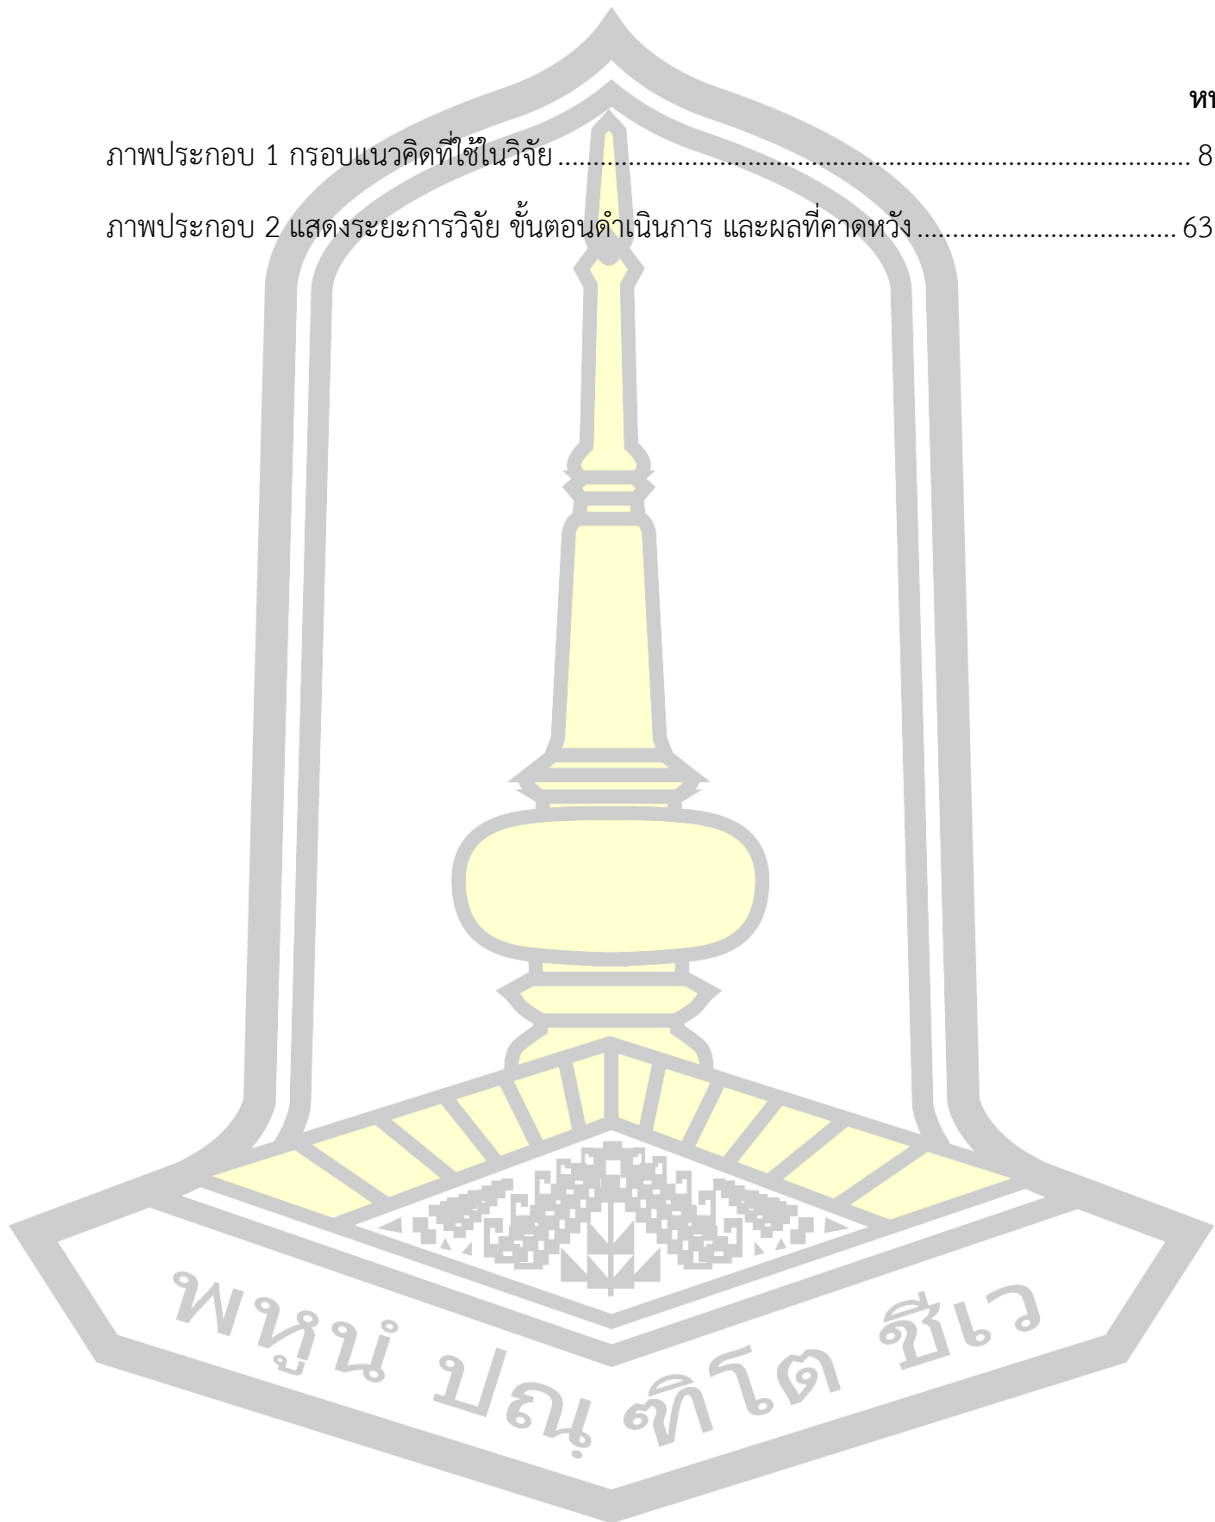 ภาพประกอบ 1 กรอบแนวคิดที่ใช้ในวิจัย ........................................................................................... 8
ภาพประกอบ 2 แสดงระยะการวิจัย ขั้นตอนดำเนินการ และผลที่คาดหวัง .................................... 63
พหูนํ ปณฺฑิโต ชีเว